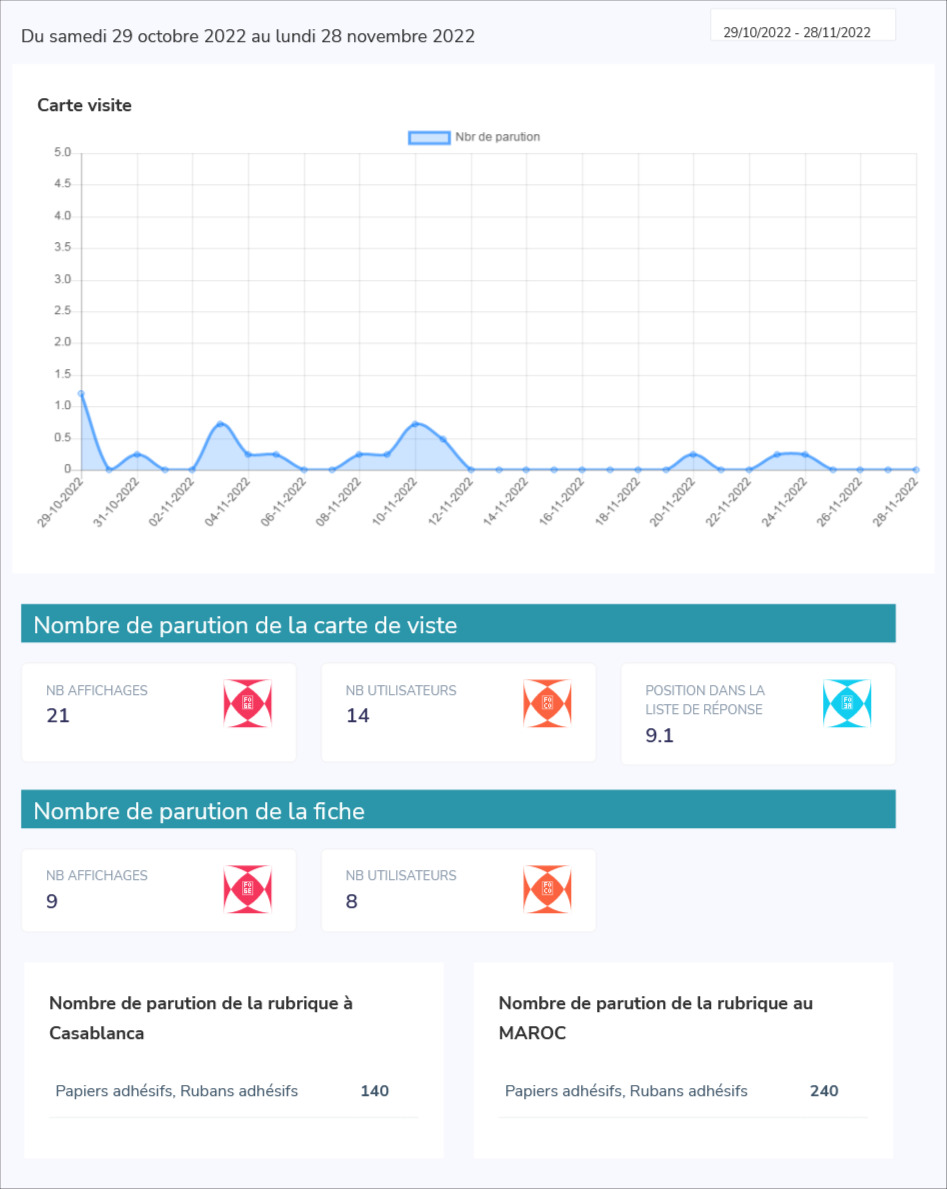 Du samedi 29 octobre 2022 au lundi 28 novembre 2022
29/10/2022 - 28/11/2022
Carte visite
Nbr de parution
5.0
4.5
4.0
3.5
3.0
2.5
2.0
1.5
1.0
0.5
0
29-10-2022
31-10-2022
02-11-2022
04-11-2022
06-11-2022
08-11-2022
10-11-2022
12-11-2022
14-11-2022
16-11-2022
18-11-2022
20-11-2022
22-11-2022
24-11-2022
26-11-2022
28-11-2022
Nombre de parution de la carte de viste
NB AFFICHAGES
21
NB UTILISATEURS
14
POSITION DANS LA
LISTE DE RÉPONSE
9.1
Nombre de parution de la fiche
NB AFFICHAGES
9
NB UTILISATEURS
8
Nombre de parution de la rubrique à
Casablanca
Papiers adhésifs, Rubans adhésifs 140
Nombre de parution de la rubrique au
MAROC
Papiers adhésifs, Rubans adhésifs 240